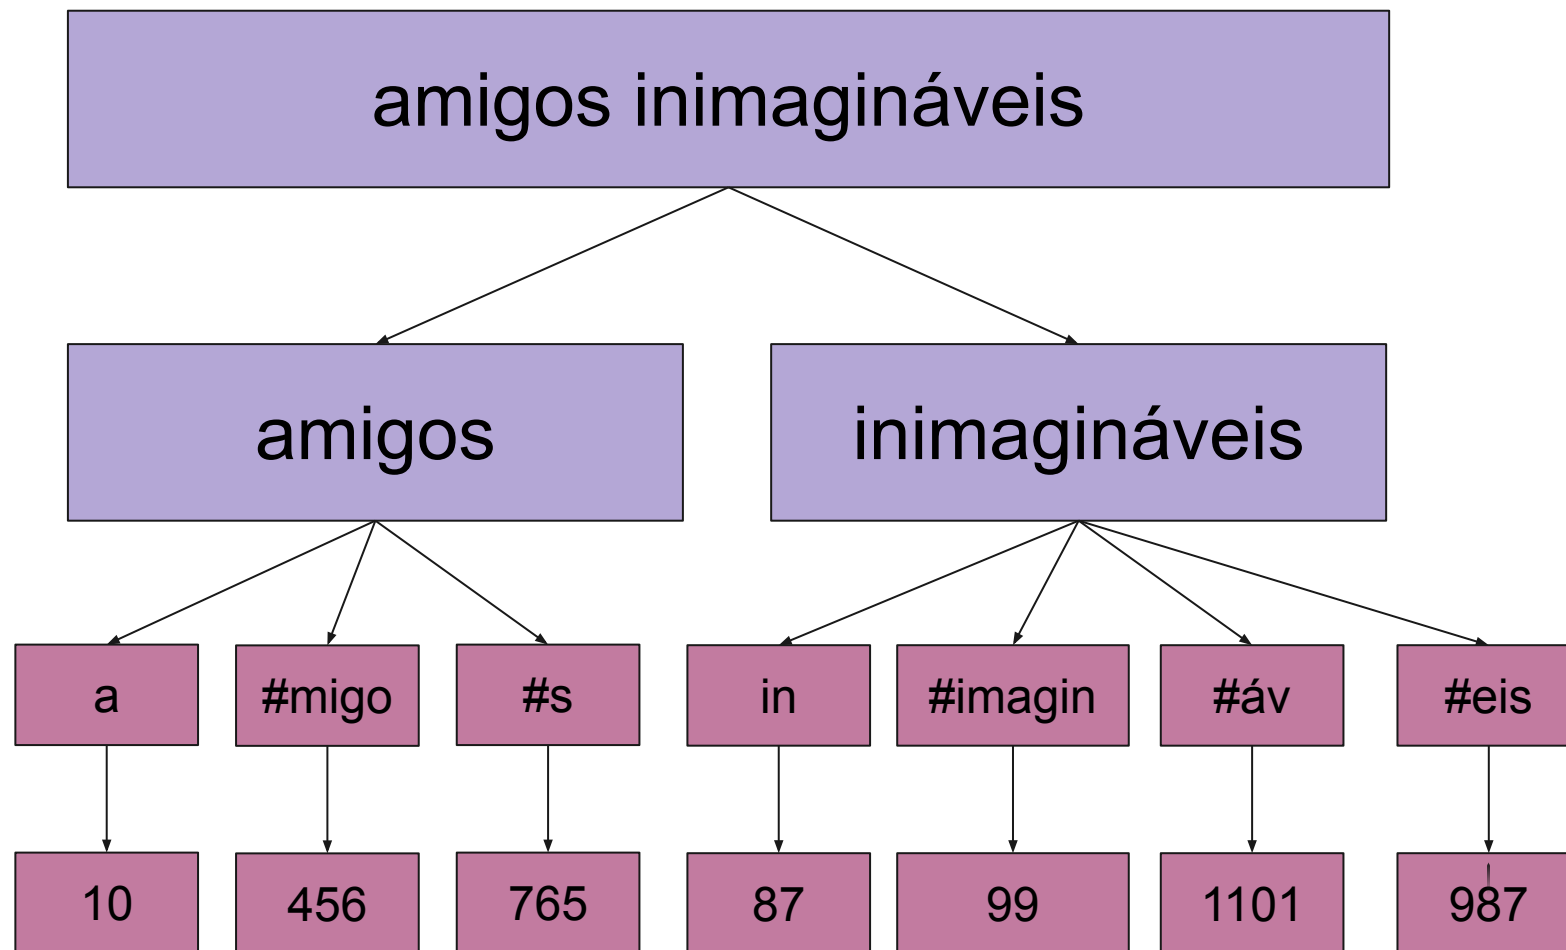 amigos inimagináveis
amigos inimagináveis
a #migo #s in #imagin #áv #eis
10 456 765 87 99 1101 987